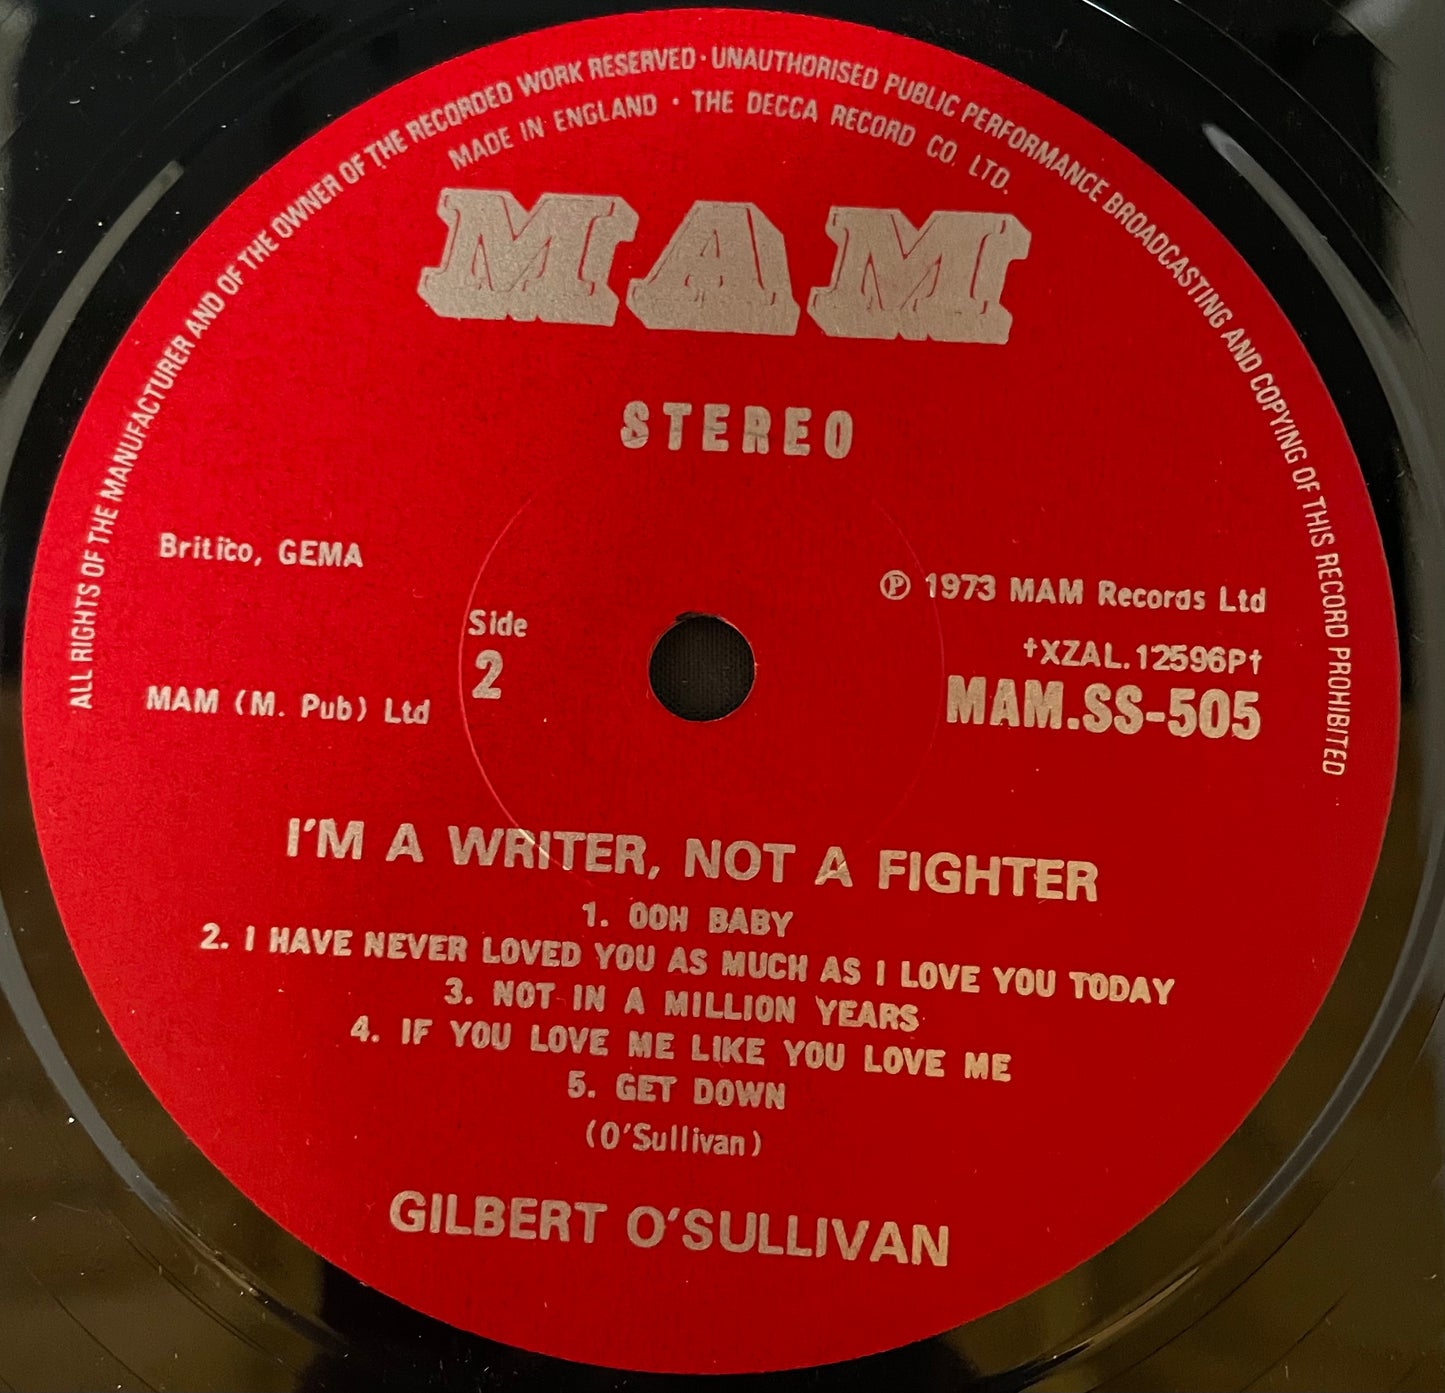 ALL RIGHTS OF THE MANUFACTURER AND OF THE OWNER OF THE RECORDED WORK RESERVED · UNAUTHORISED PUBLIC PERFORMANCE BROADCASTING AND COPYING OF THIS RECORD PROHIBITED
MADE IN ENGLAND · THE DECCA RECORD CO. LTD.
MAM
STEREO
Britico, GEMA
℗ 1973 MAM Records Ltd
Side
2
†XZAL.12596P†
MAM (M. Pub) Ltd
MAM.SS-505
I'M A WRITER, NOT A FIGHTER
1. OOH BABY
2. I HAVE NEVER LOVED YOU AS MUCH AS I LOVE YOU TODAY
3. NOT IN A MILLION YEARS
4. IF YOU LOVE ME LIKE YOU LOVE ME
5. GET DOWN
(O'Sullivan)
GILBERT O'SULLIVAN